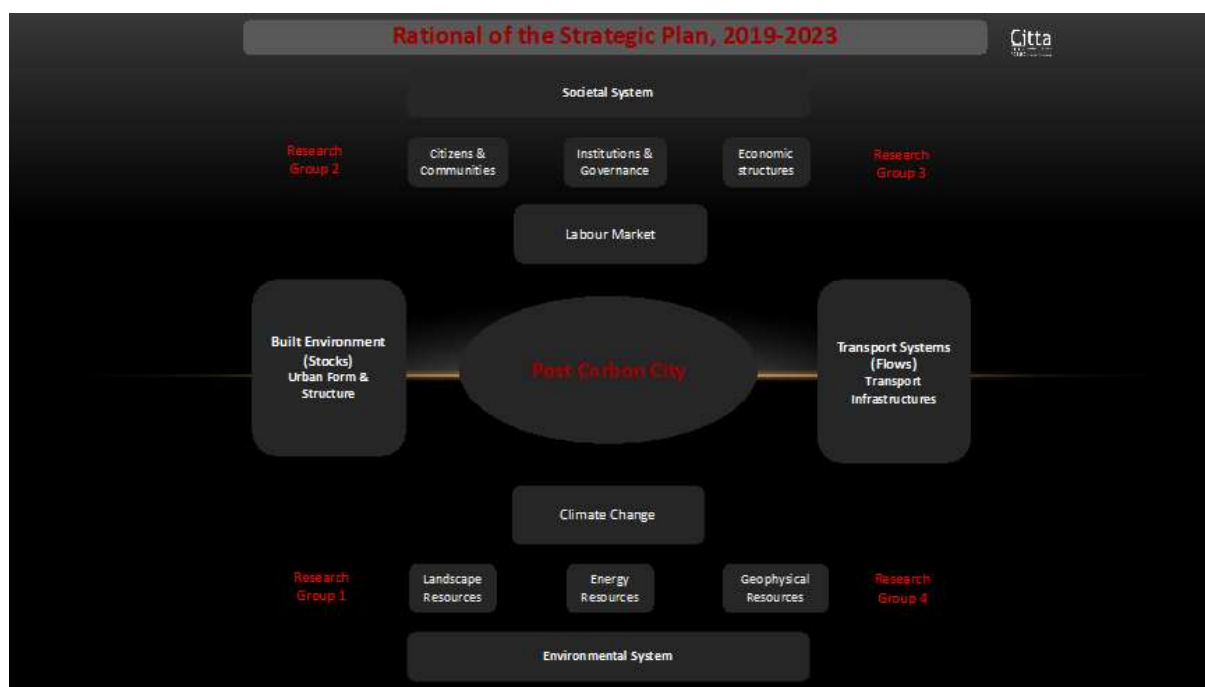 Rational of the Strategic Plan, 2019-2023
Citta
Societal System
Research
Group 2
Citizens &
Communities
Institutions &
Governance
Economic
structures
Research
Group 3
Labour Market
Built Environment
(Stocks)
Urban Form &
Structure
Post Carbon City
Transport Systems
(Flows)
Transport
Infrastructures
Climate Change
Research
Group 1
Landscape
Resources
Energy
Resources
Geophysical
Resources
Research
Group 4
Environmental System